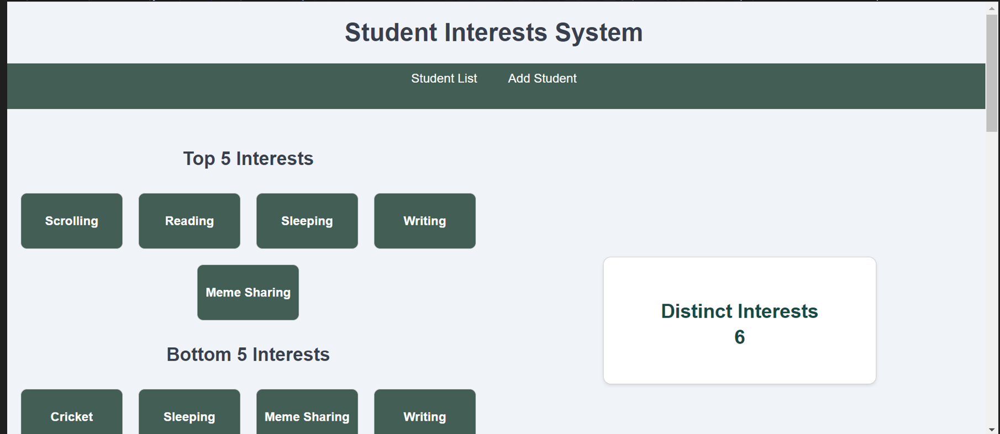 Student Interests System
Student List Add Student
Top 5 Interests
Scrolling Reading Sleeping Writing
Meme Sharing
Bottom 5 Interests
Cricket Sleeping Meme Sharing Writing
Distinct Interests
6